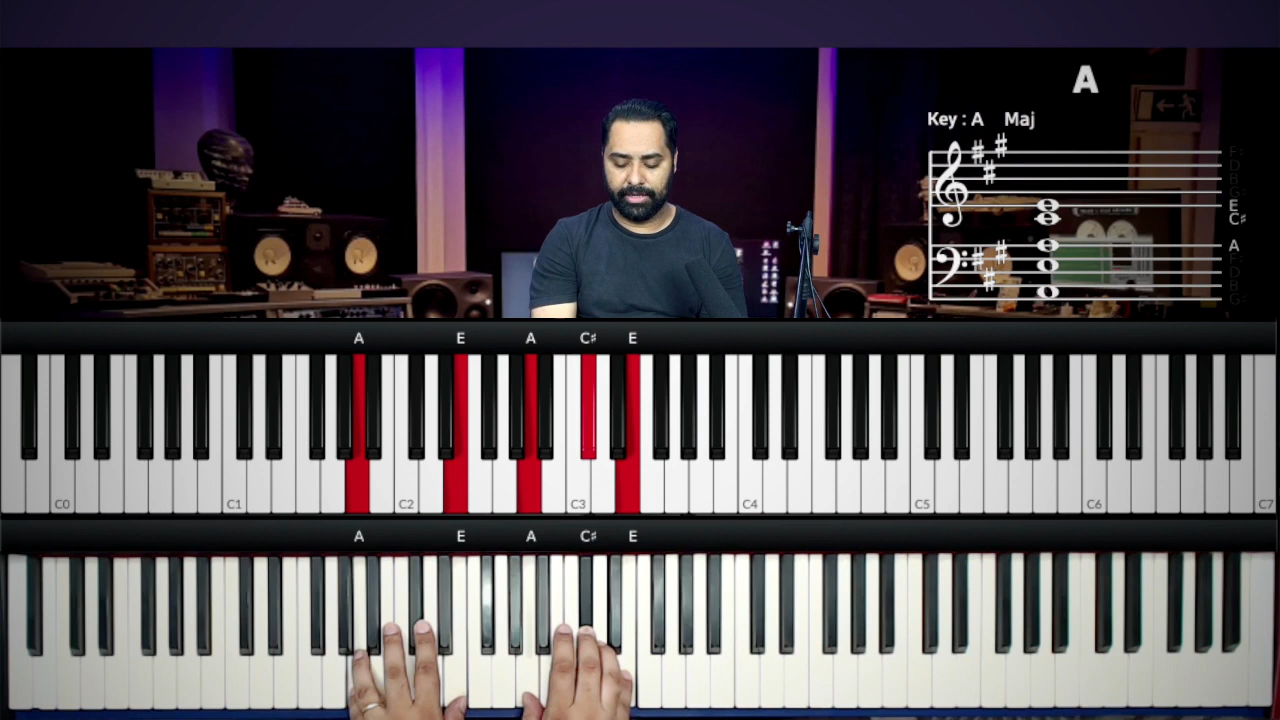 A
Key : A Maj
E
C♯
A
A E A C♯ E
C0 C1 C2 C3 C4 C5 C6 C7
A E A C♯ E